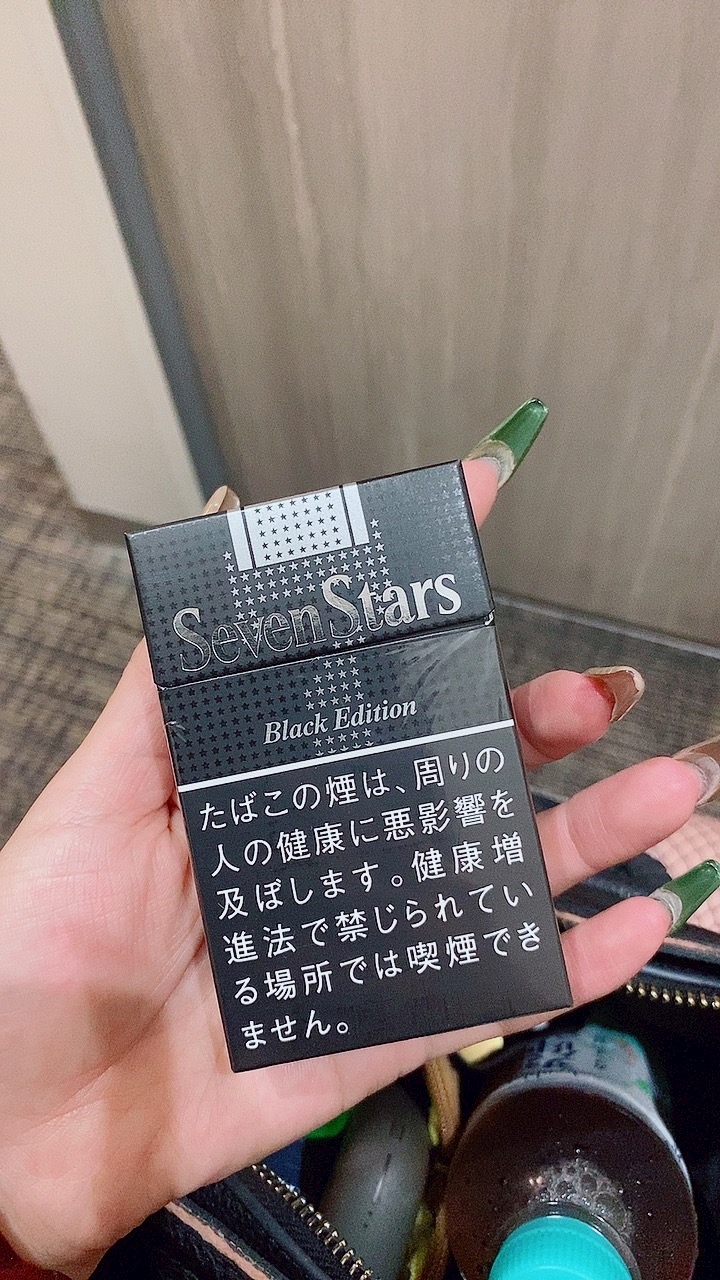 Seven Stars
Black Edition
たばこの煙は、周りの
人の健康に悪影響を
及ぼします。健康増
進法で禁じられてい
る場所では喫煙でき
ません。